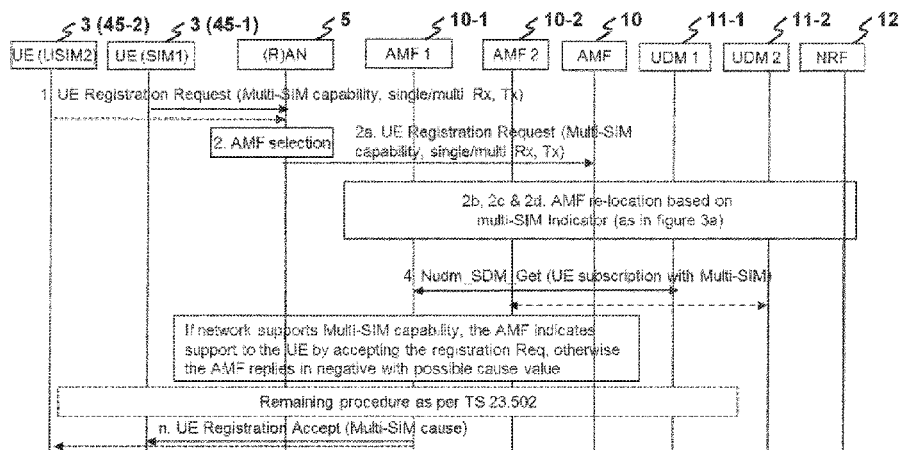 3 (45-2) 3 (45-1) 5 10-1 10-2 10 11-1 11-2 12
UE (USIM2) UE (SIM1) (R)AN AMF 1 AMF 2 AMF UDM 1 UDM 2 NRF
1. UE Registration Request (Multi-SIM capability, single/multi Rx, Tx)
2. AMF selection
2a. UE Registration Request (Multi-SIM
capability, single/multi Rx, Tx)
2b, 2c & 2d. AMF re-location based on
multi-SIM Indicator (as in figure 3a)
4. Nudm_SDM_Get (UE subscription with Multi-SIM)
If network supports Multi-SIM capability, the AMF indicates
support to the UE by accepting the registration Req, otherwise
the AMF replies in negative with possible cause value
Remaining procedure as per TS 23.502
n. UE Registration Accept (Multi-SIM cause)